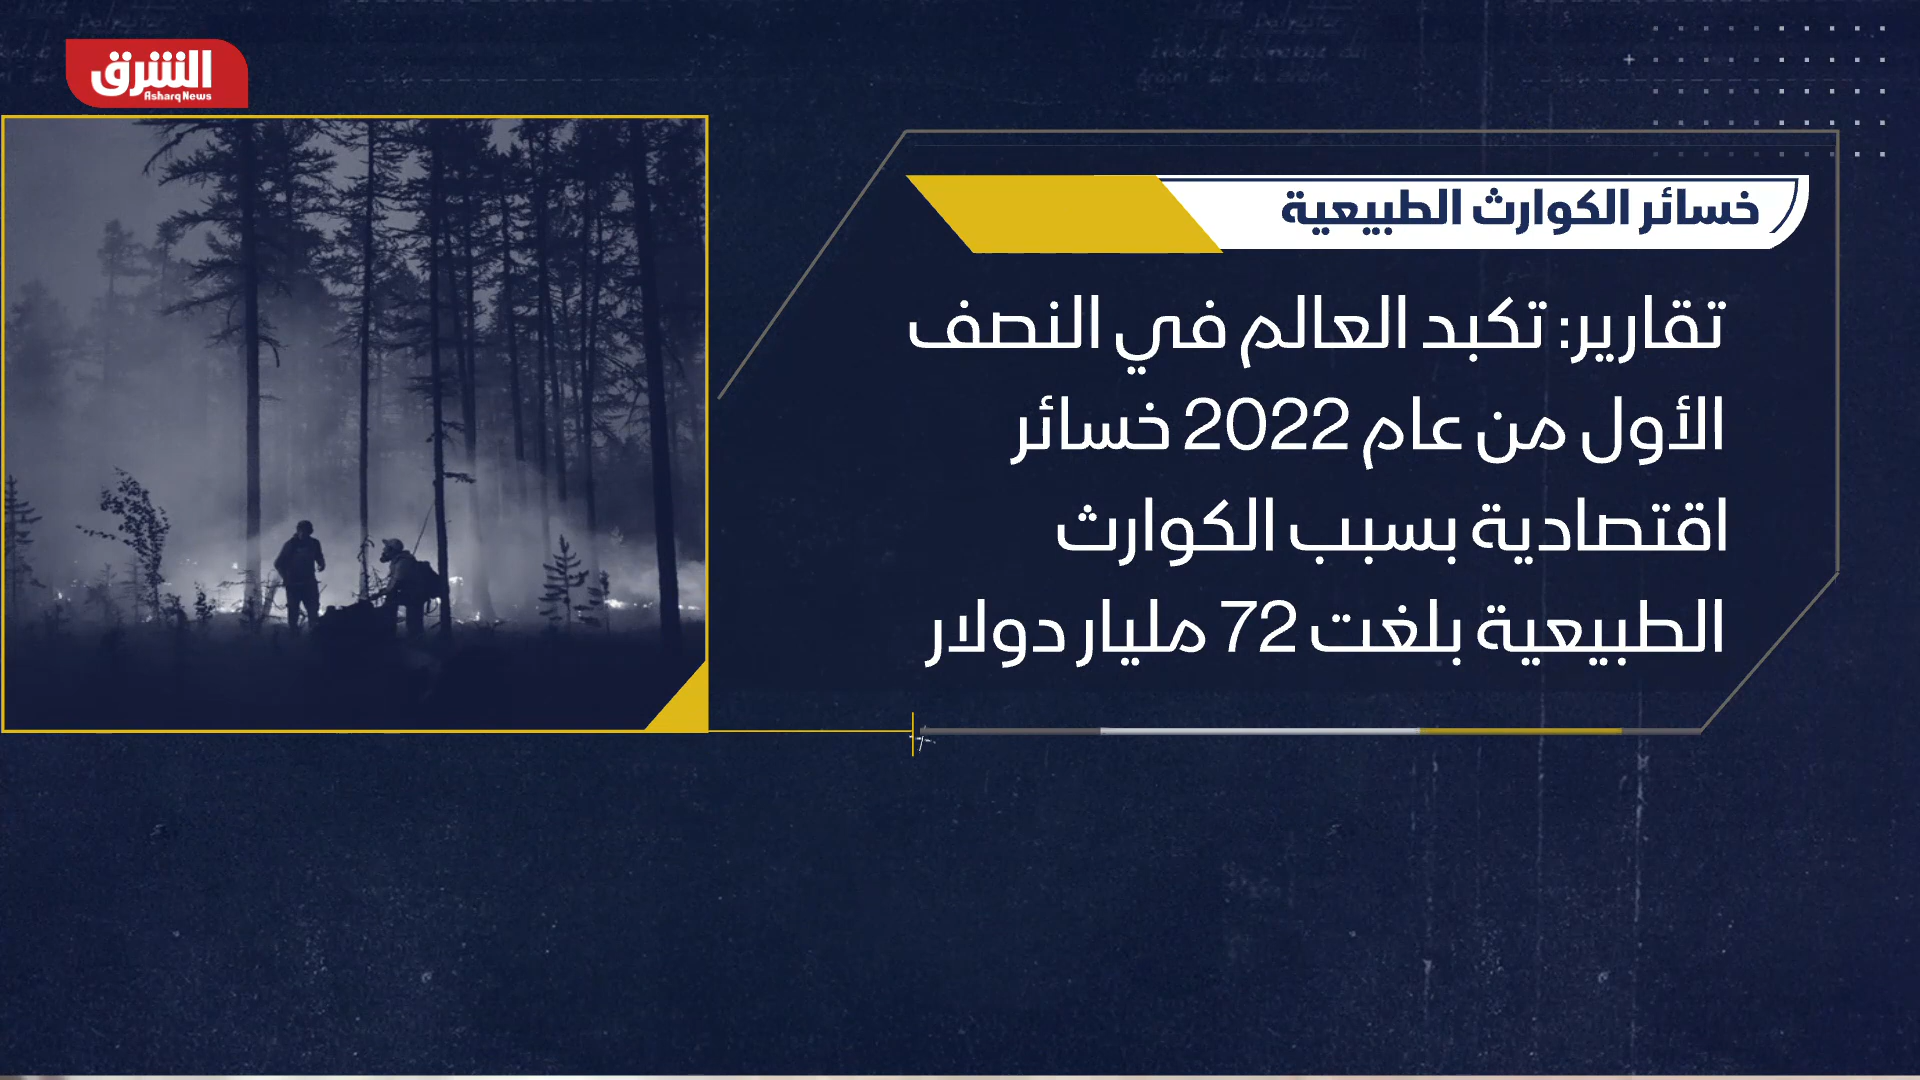 الشرق
Asharq News
خسائر الكوارث الطبيعية
تقارير: تكبد العالم في النصف
الأول من عام 2022 خسائر
اقتصادية بسبب الكوارث
الطبيعية بلغت 72 مليار دولار